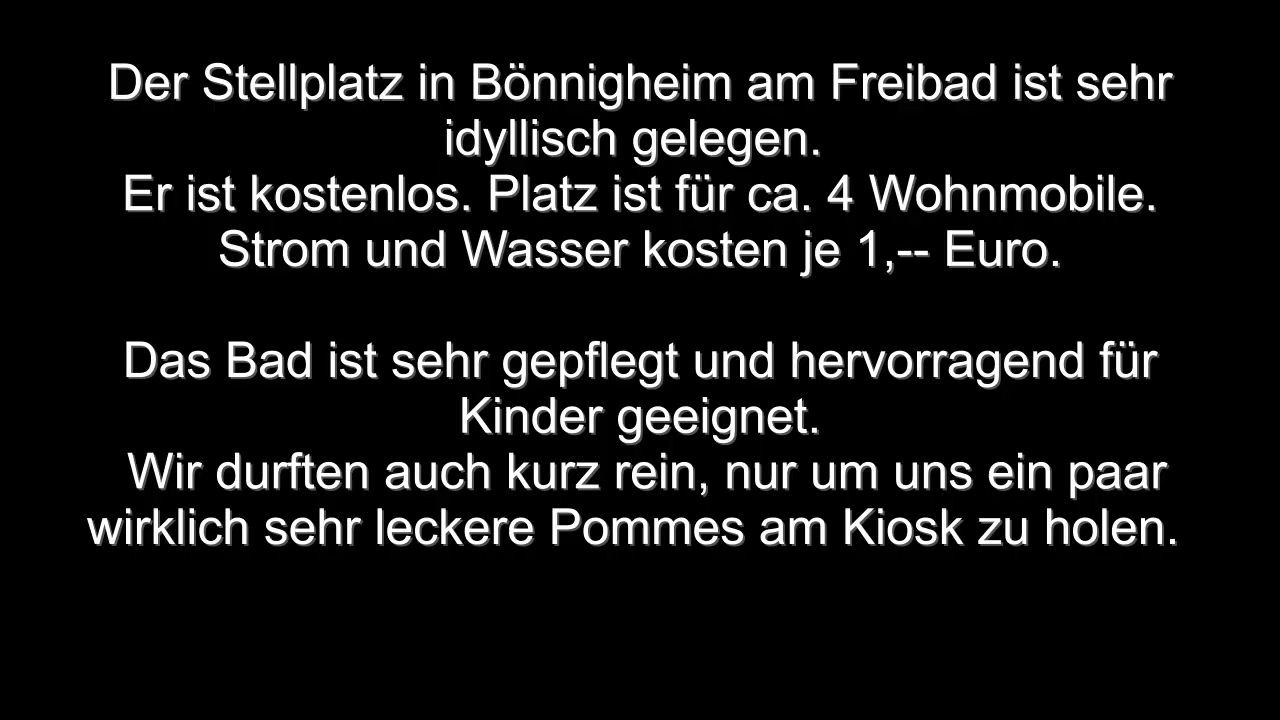 Der Stellplatz in Bönnigheim am Freibad ist sehr
idyllisch gelegen.
Er ist kostenlos. Platz ist für ca. 4 Wohnmobile.
Strom und Wasser kosten je 1,-- Euro.
Das Bad ist sehr gepflegt und hervorragend für
Kinder geeignet.
Wir durften auch kurz rein, nur um uns ein paar
wirklich sehr leckere Pommes am Kiosk zu holen.